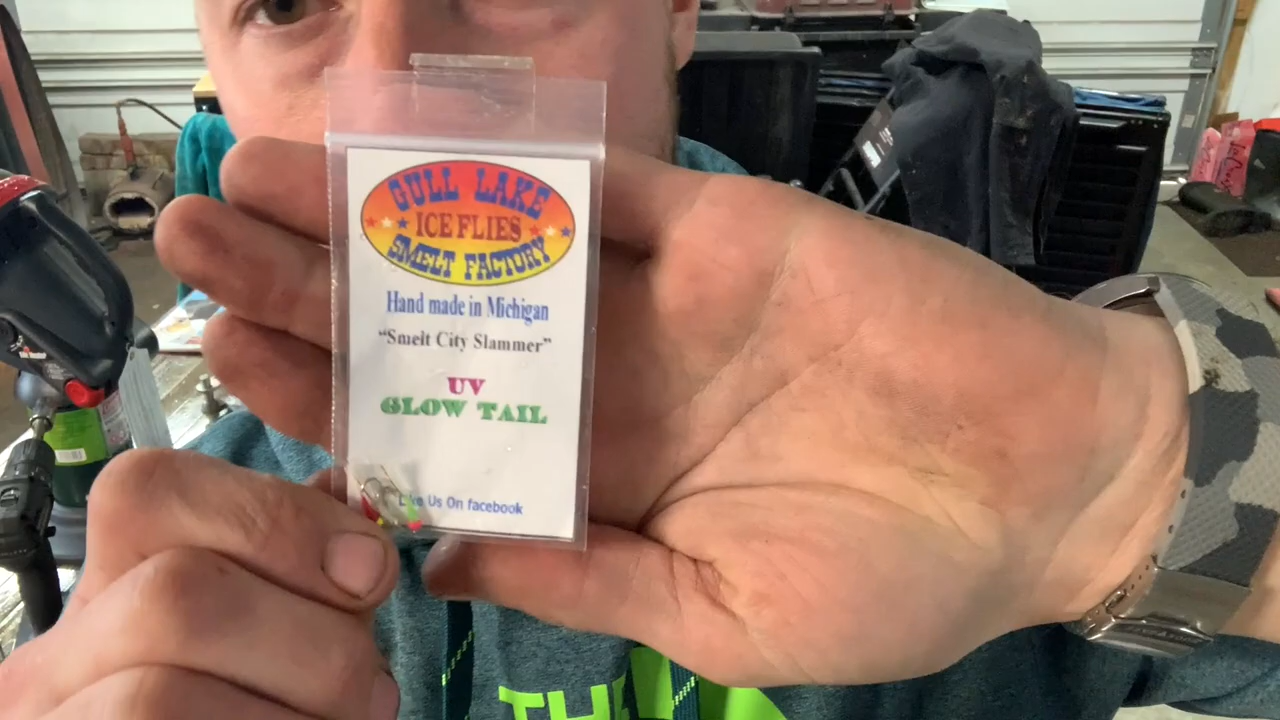 GULL LAKE
ICE FLIES
SMELT FACTORY
Hand made in Michigan
"Smelt City Slammer"
UV
GLOW TAIL
Like Us On facebook
TH